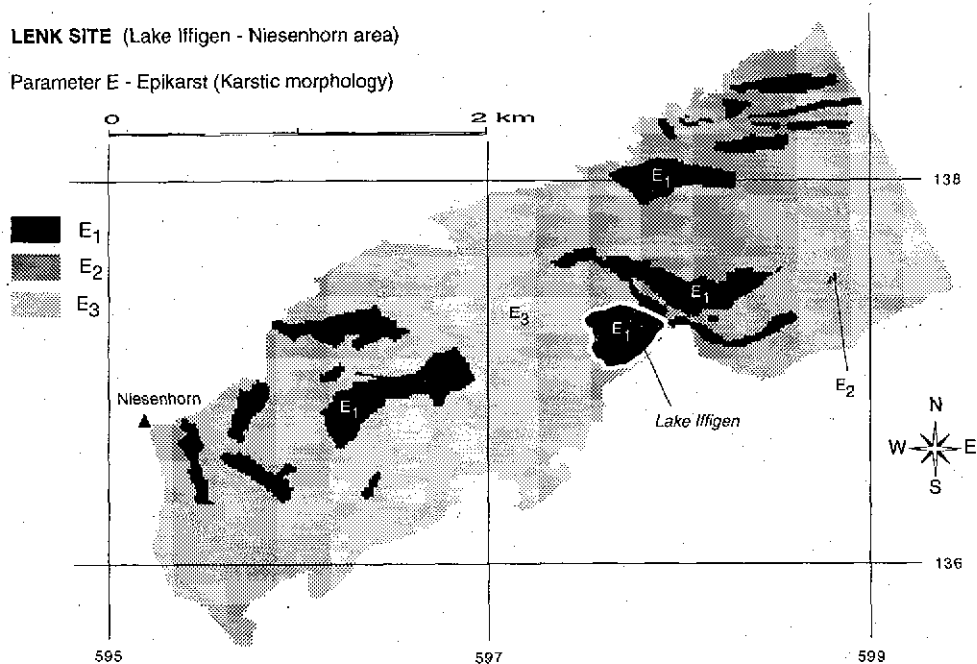 LENK SITE (Lake Iffigen - Niesenhorn area)
Parameter E - Epikarst (Karstic morphology)
0 2 km
E1
138
E1
E2
E3
E1
E3
E1
E2
Niesenhorn
E1
Lake Iffigen
N
W E
S
136
595 597 599